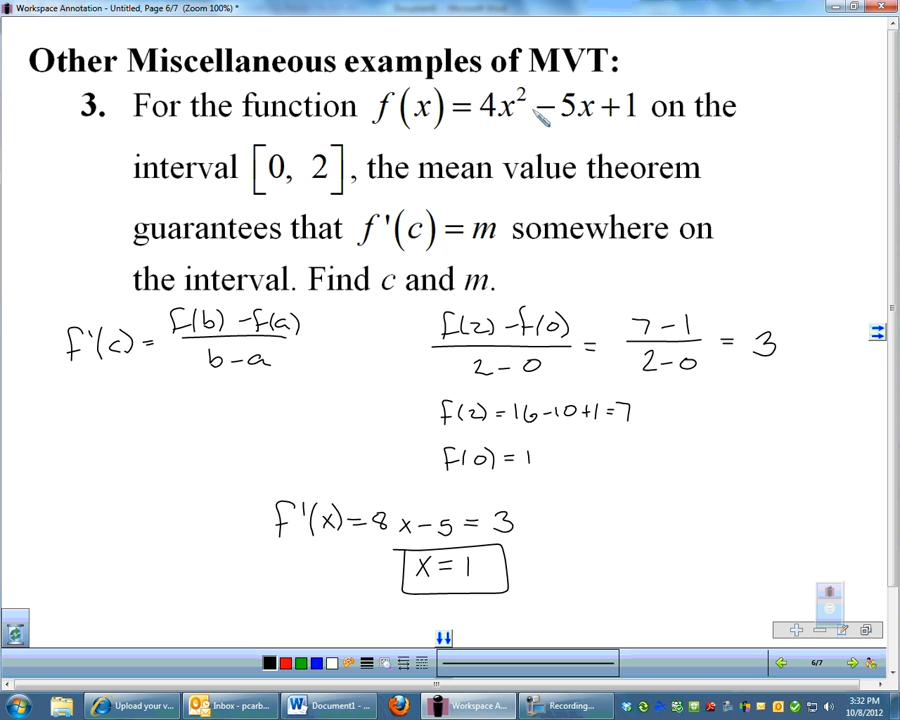 Workspace Annotation - Untitled, Page 6/7 (Zoom 100%) *
Other Miscellaneous examples of MVT:
3. For the function f(x) = 4x² − 5x + 1 on the
interval [0, 2], the mean value theorem
guarantees that f'(c) = m somewhere on
the interval. Find c and m.
f'(c) = (f(b) - f(a))/(b - a)
(f(2) - f(0))/(2 - 0) = (7 - 1)/(2 - 0) = 3
f(2) = 16 - 10 + 1 = 7
f(0) = 1
f'(x) = 8x - 5 = 3
x = 1
6/7
Upload your v...
Inbox - pcarb...
Document1 - ...
Workspace A...
Recording...
3:32 PM
10/8/2012